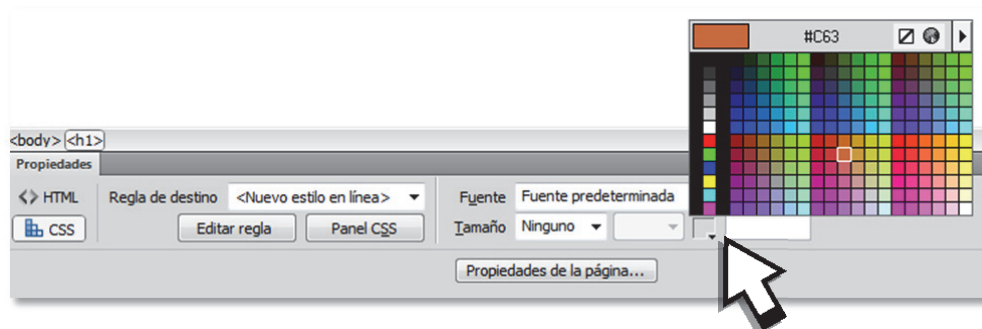 #C63
<body> <h1>
Propiedades
<> HTML Regla de destino <Nuevo estilo en línea> Fuente Fuente predeterminada
CSS Editar regla Panel CSS Tamaño Ninguno
Propiedades de la página...